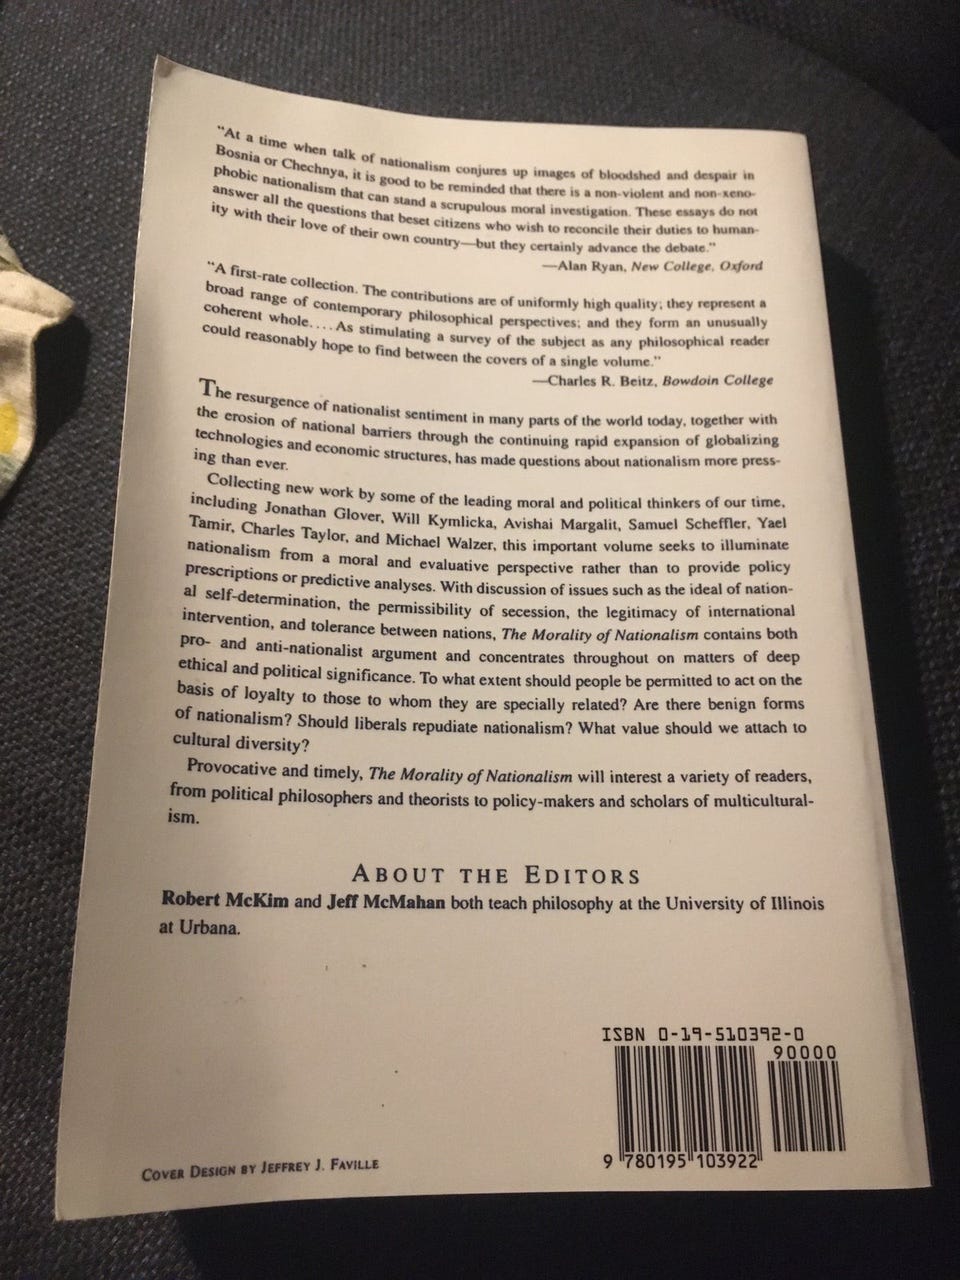 "At a time when talk of nationalism conjures up images of bloodshed and despair in
Bosnia or Chechnya, it is good to be reminded that there is a non-violent and non-xeno-
phobic nationalism that can stand a scrupulous moral investigation. These essays do not
answer all the questions that beset citizens who wish to reconcile their duties to human-
ity with their love of their own country—but they certainly advance the debate."
—Alan Ryan, New College, Oxford
"A first-rate collection. The contributions are of uniformly high quality; they represent a
broad range of contemporary philosophical perspectives; and they form an unusually
coherent whole.... As stimulating a survey of the subject as any philosophical reader
could reasonably hope to find between the covers of a single volume."
—Charles R. Beitz, Bowdoin College
The resurgence of nationalist sentiment in many parts of the world today, together with
the erosion of national barriers through the continuing rapid expansion of globalizing
technologies and economic structures, has made questions about nationalism more press-
ing than ever.
Collecting new work by some of the leading moral and political thinkers of our time,
including Jonathan Glover, Will Kymlicka, Avishai Margalit, Samuel Scheffler, Yael
Tamir, Charles Taylor, and Michael Walzer, this important volume seeks to illuminate
nationalism from a moral and evaluative perspective rather than to provide policy
prescriptions or predictive analyses. With discussion of issues such as the ideal of nation-
al self-determination, the permissibility of secession, the legitimacy of international
intervention, and tolerance between nations, The Morality of Nationalism contains both
pro- and anti-nationalist argument and concentrates throughout on matters of deep
ethical and political significance. To what extent should people be permitted to act on the
basis of loyalty to those to whom they are specially related? Are there benign forms
of nationalism? Should liberals repudiate nationalism? What value should we attach to
cultural diversity?
Provocative and timely, The Morality of Nationalism will interest a variety of readers,
from political philosophers and theorists to policy-makers and scholars of multicultural-
ism.
ABOUT THE EDITORS
Robert McKim and Jeff McMahan both teach philosophy at the University of Illinois
at Urbana.
ISBN 0-19-510392-0
90000
9 780195 103922
COVER DESIGN BY JEFFREY J. FAVILLE